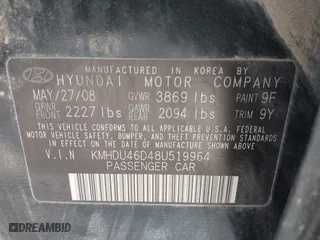 MANUFACTURED IN KOREA BY
HYUNDAI MOTOR COMPANY
MAY/27/08 GVWR 3869 lbs PAINT 9F
GAWR FRONT 2227 lbs GAWR REAR 2094 lbs TRIM 9Y
THIS VEHICLE CONFORMS TO ALL APPLICABLE
FEDERAL MOTOR VEHICLE SAFETY, BUMPER, AND
THEFT PREVENTION STANDARDS IN EFFECT ON
THE DATE OF MANUFACTURE SHOWN ABOVE.
V.I.N KMHDU46D48U519964
PASSENGER CAR